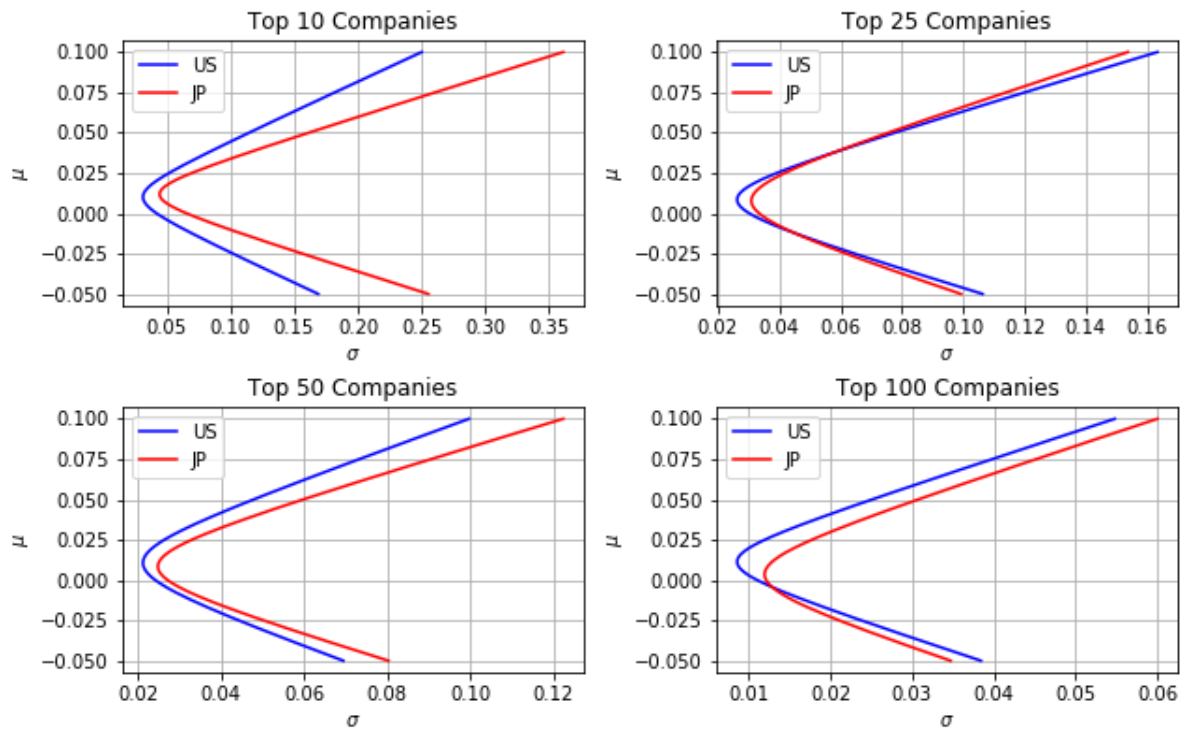 Top 10 Companies
US
JP
0.100
0.075
0.050
0.025
0.000
−0.025
−0.050
μ
0.05 0.10 0.15 0.20 0.25 0.30 0.35
σ
Top 25 Companies
US
JP
0.100
0.075
0.050
0.025
0.000
−0.025
−0.050
μ
0.02 0.04 0.06 0.08 0.10 0.12 0.14 0.16
σ
Top 50 Companies
US
JP
0.100
0.075
0.050
0.025
0.000
−0.025
−0.050
μ
0.02 0.04 0.06 0.08 0.10 0.12
σ
Top 100 Companies
US
JP
0.100
0.075
0.050
0.025
0.000
−0.025
−0.050
μ
0.01 0.02 0.03 0.04 0.05 0.06
σ